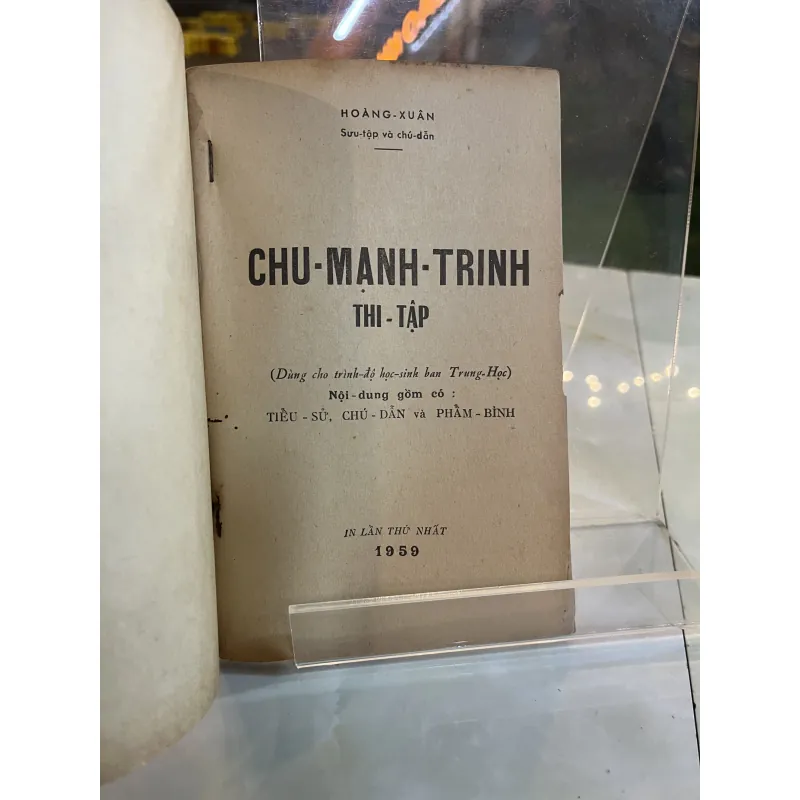 HOÀNG-XUÂN
Sưu-tập và chú-dẫn
CHU-MẠNH-TRINH
THI-TẬP
(Dùng cho trình-độ học-sinh ban Trung-Học)
Nội-dung gồm có :
TIỂU-SỬ, CHÚ-DẪN và PHẨM-BÌNH
IN LẦN THỨ NHẤT
1959